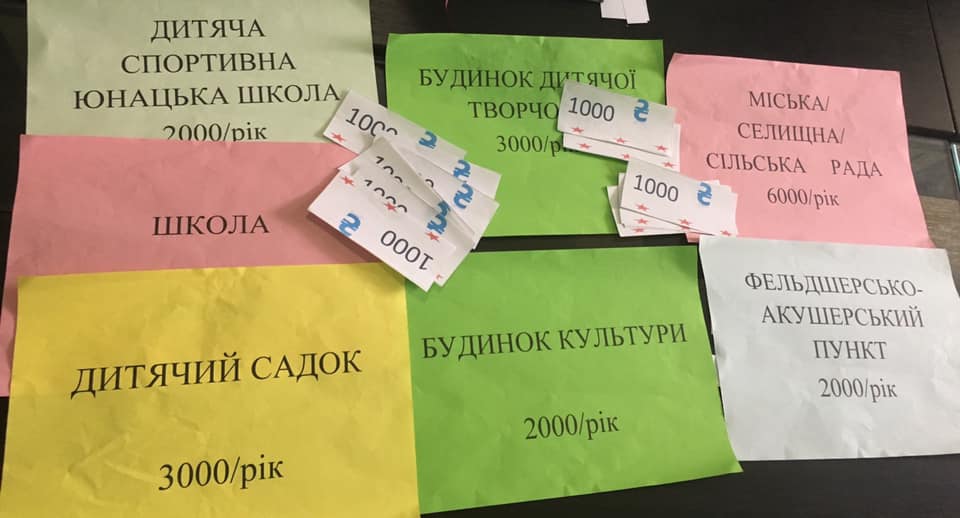 ДИТЯЧА
СПОРТИВНА
ЮНАЦЬКА ШКОЛА
2000/рік
БУДИНОК ДИТЯЧОЇ
3000/рік
МІСЬКА/
СЕЛИЩНА/
СІЛЬСЬКА РАДА
6000/рік
1000
1000 ₴
1000 ₴
1000
1000 ₴
ШКОЛА
ДИТЯЧИЙ САДОК
3000/рік
БУДИНОК КУЛЬТУРИ
2000/рік
ФЕЛЬДШЕРСЬКО-
АКУШЕРСЬКИЙ
ПУНКТ
2000/рік